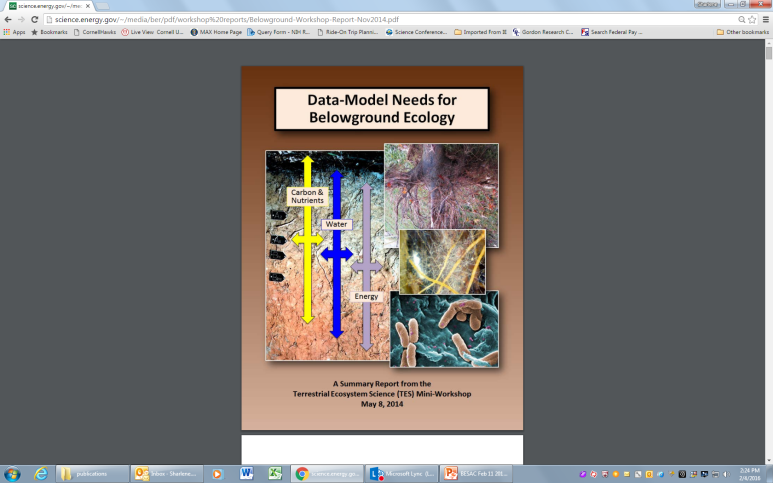 science.energy.gov/~/me
science.energy.gov/~/media/ber/pdf/workshop%20reports/Belowground-Workshop-Report-Nov2014.pdf
Apps Bookmarks CornellHawks Live View Cornell U... MAX Home Page Query Form - NIH R... Ride-On Trip Planni... Science Conference... Imported From IE Gordon Research C... Search Federal Pay ... Other bookmarks
Data-Model Needs for
Belowground Ecology
Carbon &
Nutrients
Water
Energy
A Summary Report from the
Terrestrial Ecosystem Science (TES) Mini-Workshop
May 8, 2014
publications Inbox - Sharlene... science.energy.go... Microsoft Lync BESAC Feb 11 201...
2:24 PM
2/4/2016